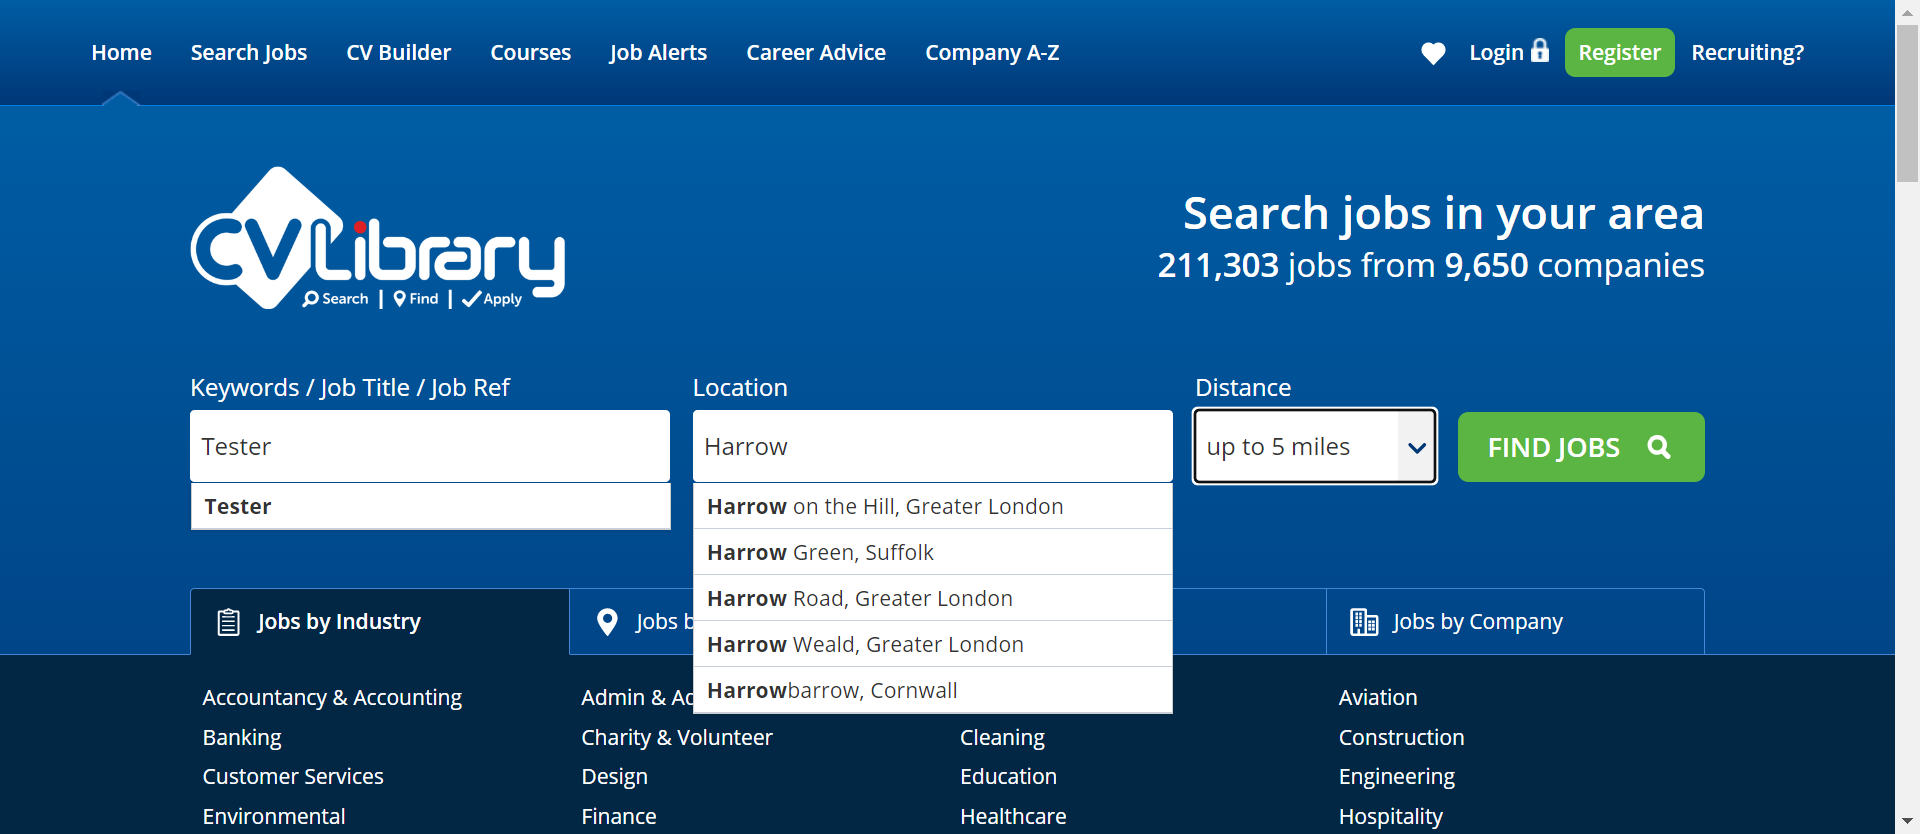 Home Search Jobs CV Builder Courses Job Alerts Career Advice Company A-Z Login Register Recruiting?
CVLibrary
Search | Find | Apply
Search jobs in your area
211,303 jobs from 9,650 companies
Keywords / Job Title / Job Ref Location Distance
Tester Harrow up to 5 miles FIND JOBS
Tester
Harrow on the Hill, Greater London
Harrow Green, Suffolk
Harrow Road, Greater London
Harrow Weald, Greater London
Harrowbarrow, Cornwall
Jobs by Industry Jobs b Jobs by Company
Accountancy & Accounting Admin & Ad Aviation
Banking Charity & Volunteer Cleaning Construction
Customer Services Design Education Engineering
Environmental Finance Healthcare Hospitality